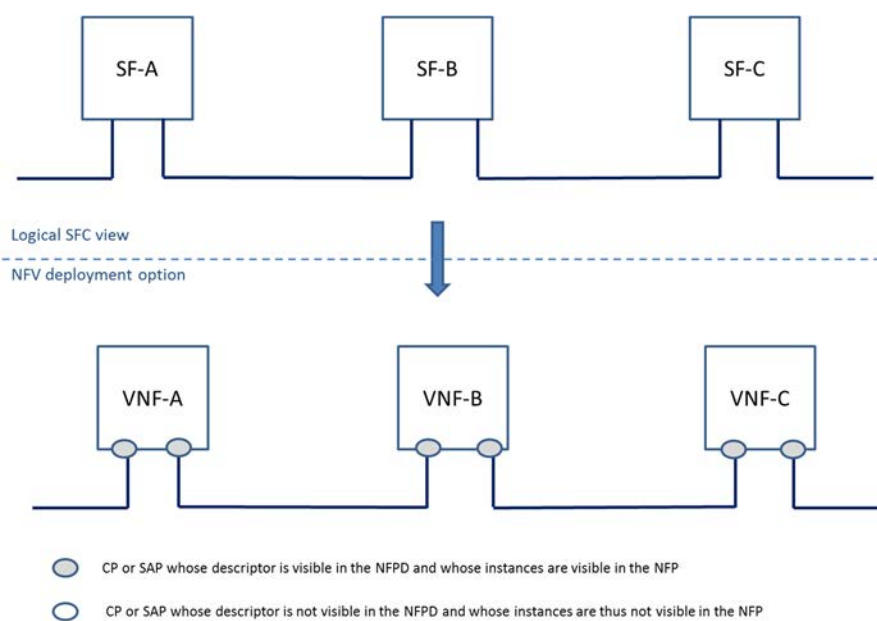 SF-A
SF-B
SF-C
Logical SFC view
NFV deployment option
VNF-A
VNF-B
VNF-C
CP or SAP whose descriptor is visible in the NFPD and whose instances are visible in the NFP
CP or SAP whose descriptor is not visible in the NFPD and whose instances are thus not visible in the NFP